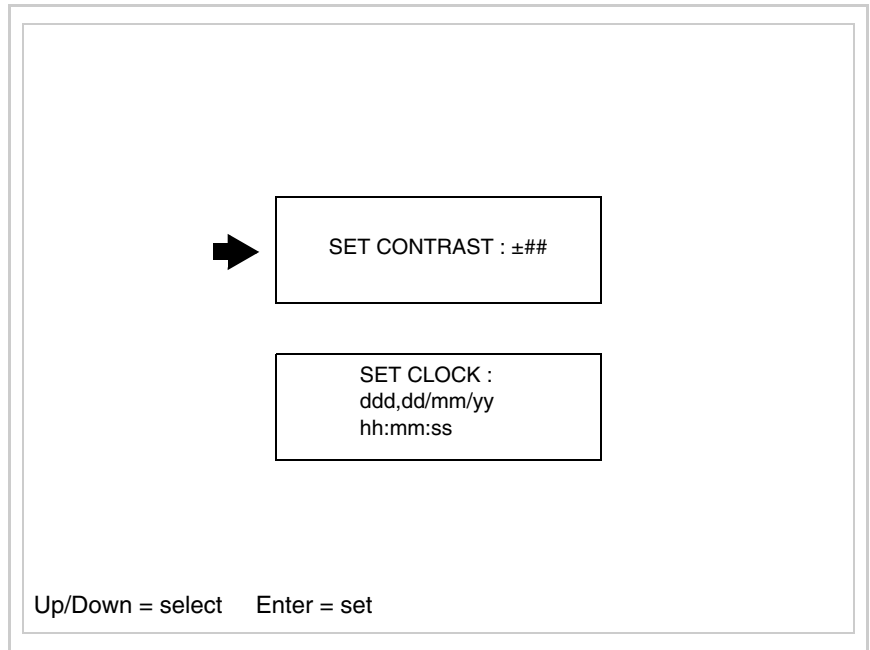 SET CONTRAST : ±##
SET CLOCK :
ddd,dd/mm/yy
hh:mm:ss
Up/Down = select Enter = set